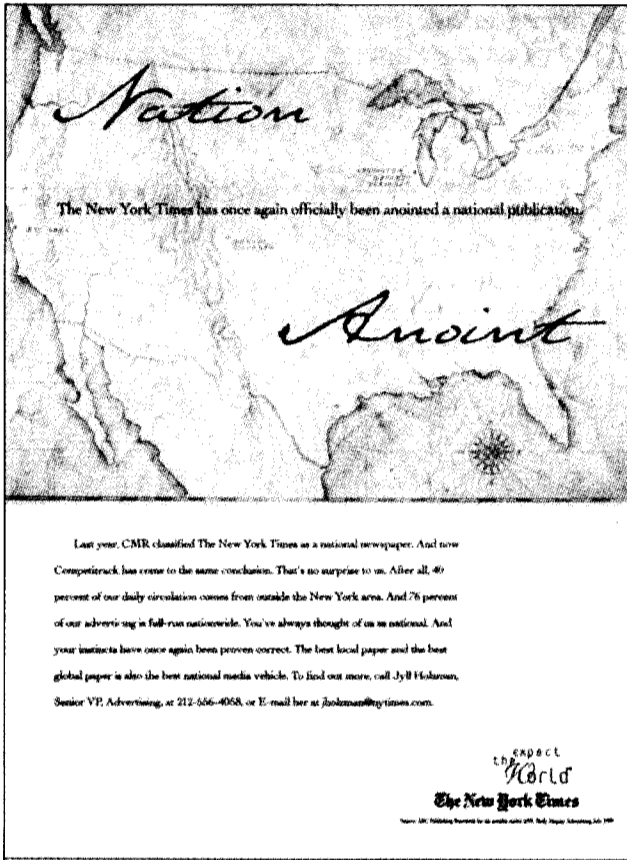 Nation
The New York Times has once again officially been anointed a national publication.
Anoint
Last year, CMR classified The New York Times as a national newspaper. And now
Competitrack has come to the same conclusion. That's no surprise to us. After all, 40
percent of our daily circulation comes from outside the New York area. And 76 percent
of our advertising is full-run nationwide. You've always thought of us as national. And
your instincts have once again been proven correct. The best local paper and the best
global paper is also the best national media vehicle. To find out more, call Jyll Holzman,
Senior VP, Advertising, at 212-556-4068, or E-mail her at jholzman@nytimes.com.
expect
the World
The New York Times